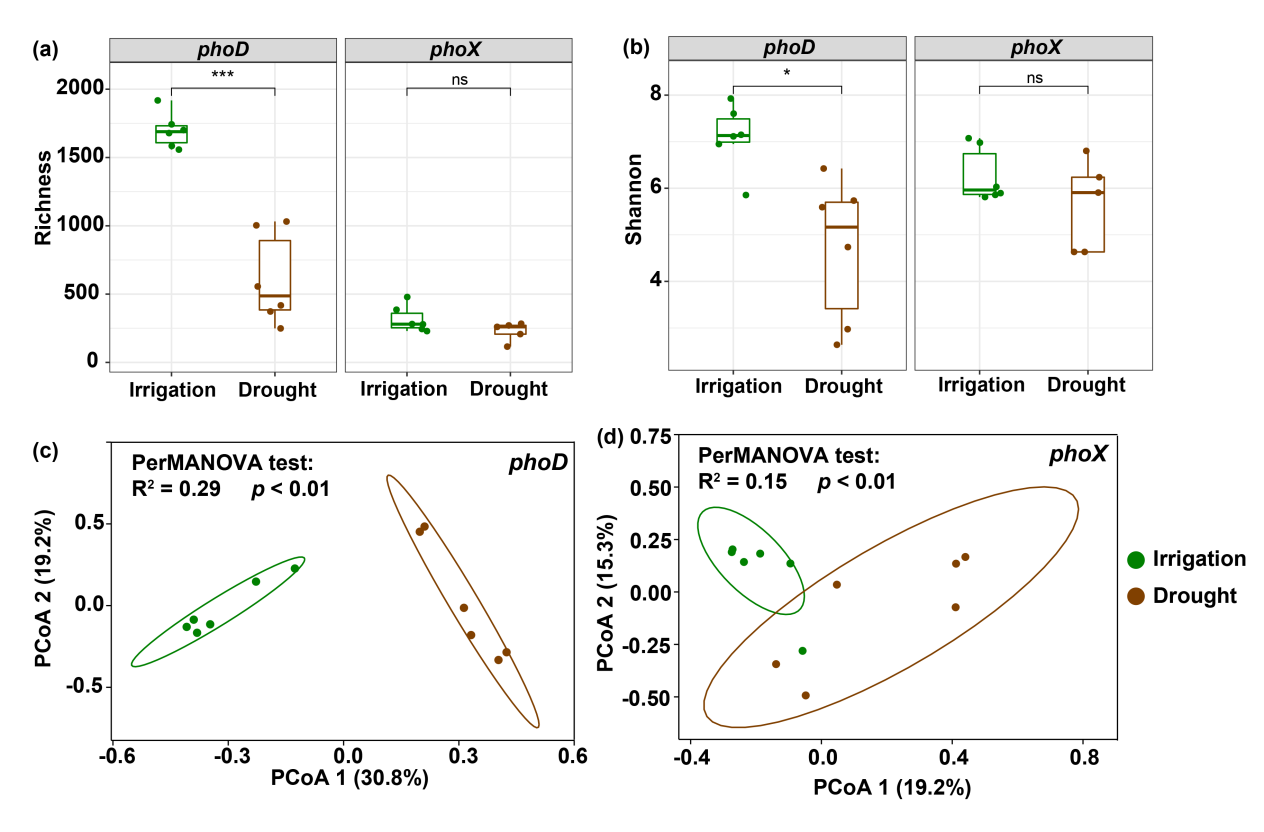 (a)
phoD
phoX
***
ns
2000
1500
1000
500
0
Richness
Irrigation
Drought
Irrigation
Drought
(b)
phoD
phoX
*
ns
8
6
4
Shannon
Irrigation
Drought
Irrigation
Drought
(c)
PerMANOVA test:
phoD
R² = 0.29 p < 0.01
0.5
0.0
-0.5
PCoA 2 (19.2%)
-0.6
-0.3
0.0
0.3
0.6
PCoA 1 (30.8%)
(d)
PerMANOVA test:
phoX
R² = 0.15 p < 0.01
0.75
0.50
0.25
0.00
-0.25
-0.50
PCoA 2 (15.3%)
-0.4
0.0
0.4
0.8
PCoA 1 (19.2%)
Irrigation
Drought